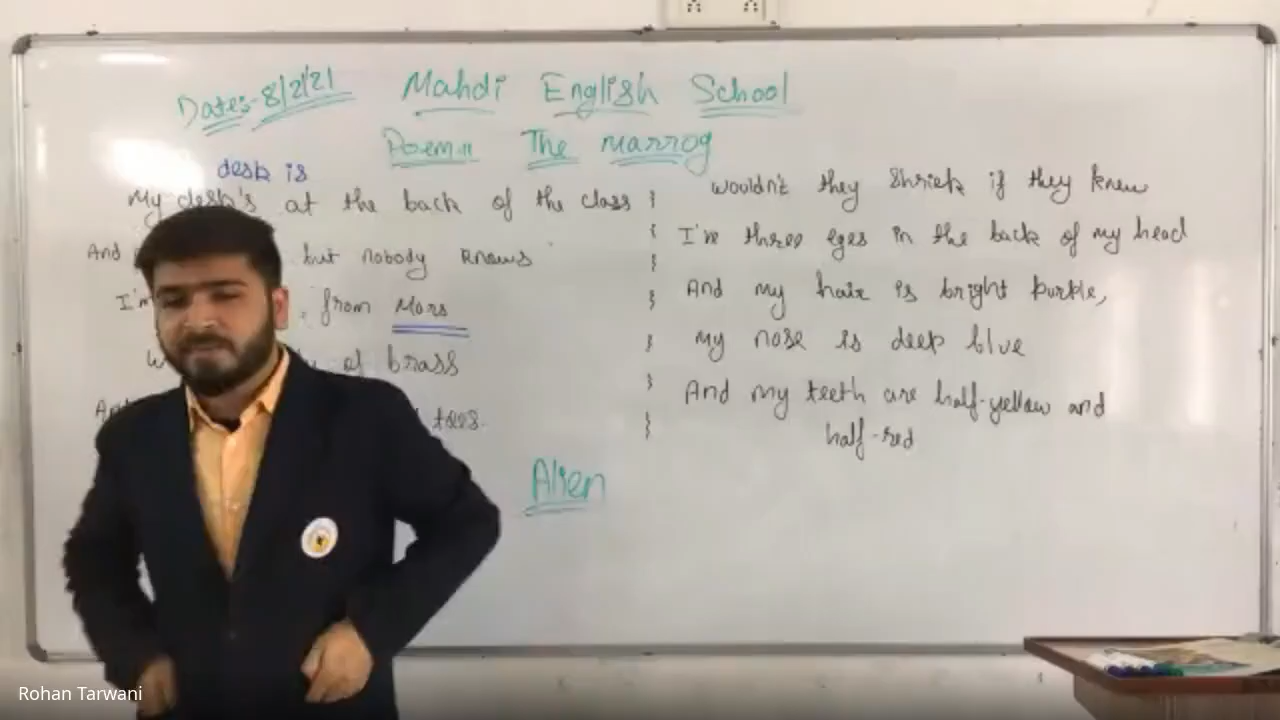 Date:-8/2/21 Mahdi English School
Poem:- The marrog
desk is
My desk's at the back of the class
And but nobody knows
I'm from Mars
of brass
And toes.
wouldn't they Shriek if they knew
I've three eyes in the back of my head
And my hair is bright purple,
my nose is deep blue
And my teeth are half-yellow and
half-red
Alien
Rohan Tarwani